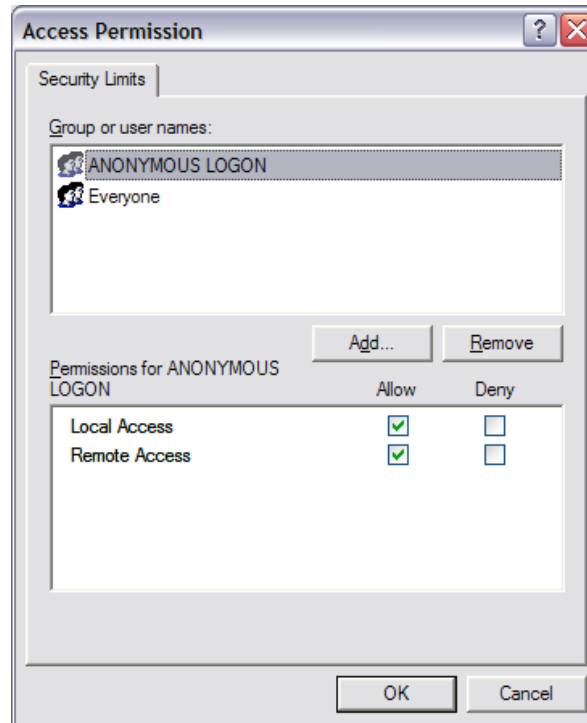 Access Permission
Security Limits
Group or user names:
ANONYMOUS LOGON
Everyone
Add...
Remove
Permissions for ANONYMOUS
LOGON
Allow
Deny
Local Access
Remote Access
OK
Cancel